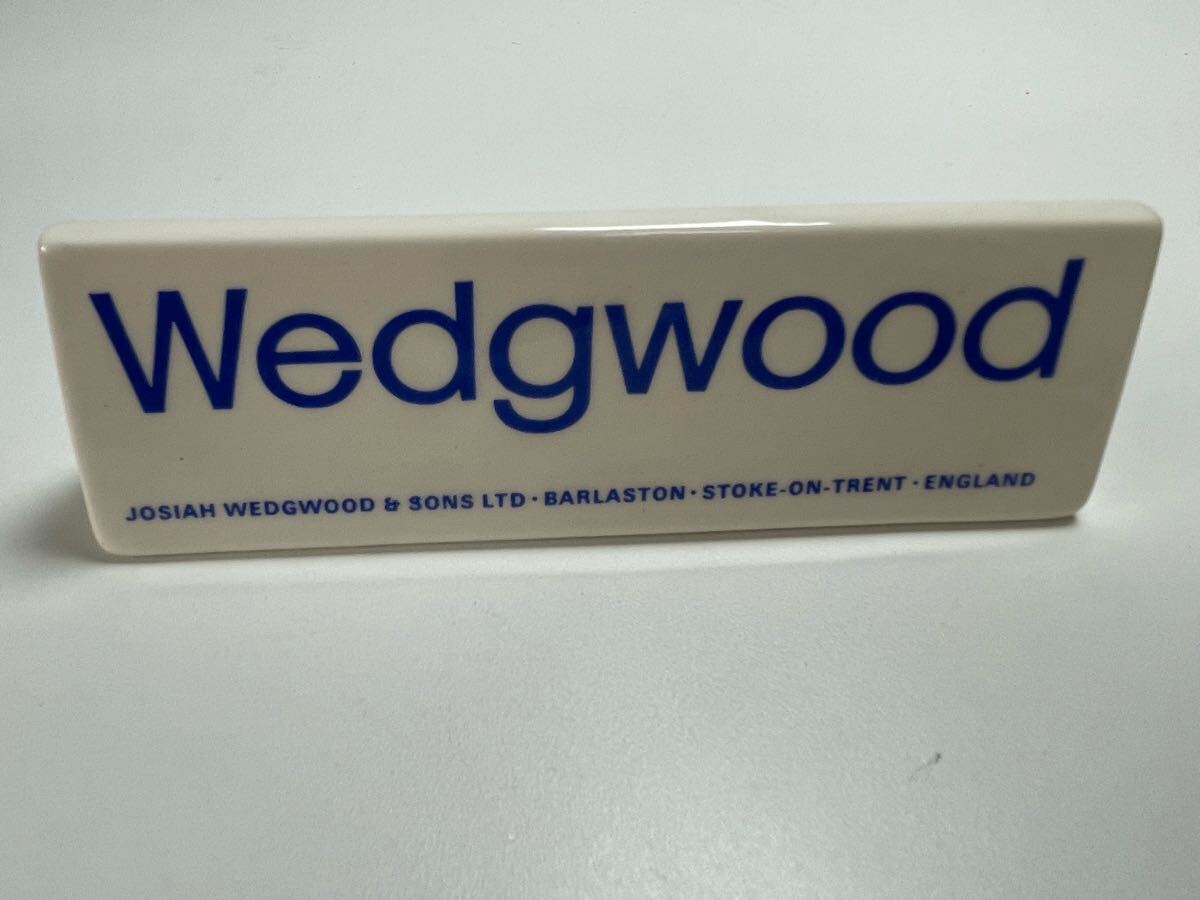 Wedgwood
JOSIAH WEDGWOOD & SONS LTD · BARLASTON · STOKE-ON-TRENT · ENGLAND